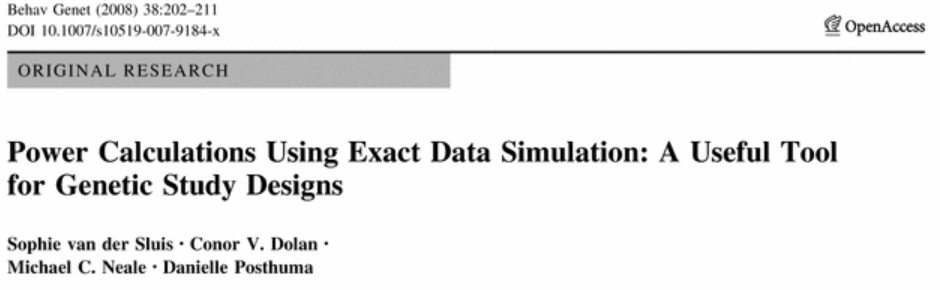 Behav Genet (2008) 38:202–211
DOI 10.1007/s10519-007-9184-x
OpenAccess
ORIGINAL RESEARCH
Power Calculations Using Exact Data Simulation: A Useful Tool
for Genetic Study Designs
Sophie van der Sluis · Conor V. Dolan ·
Michael C. Neale · Danielle Posthuma